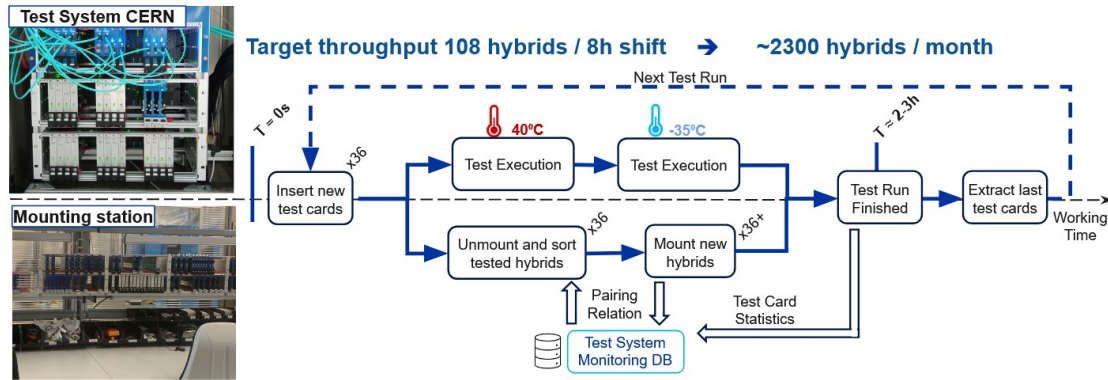 Test System CERN
Target throughput 108 hybrids / 8h shift → ~2300 hybrids / month
Next Test Run
T = 0s
40ºC
-35ºC
T ≈ 2-3h
x36
Insert new
test cards
Test Execution
Test Execution
Test Run
Finished
Extract last
test cards
Working
Time
Mounting station
x36
x36+
Unmount and sort
tested hybrids
Mount new
hybrids
Pairing
Relation
Test Card
Statistics
Test System
Monitoring DB